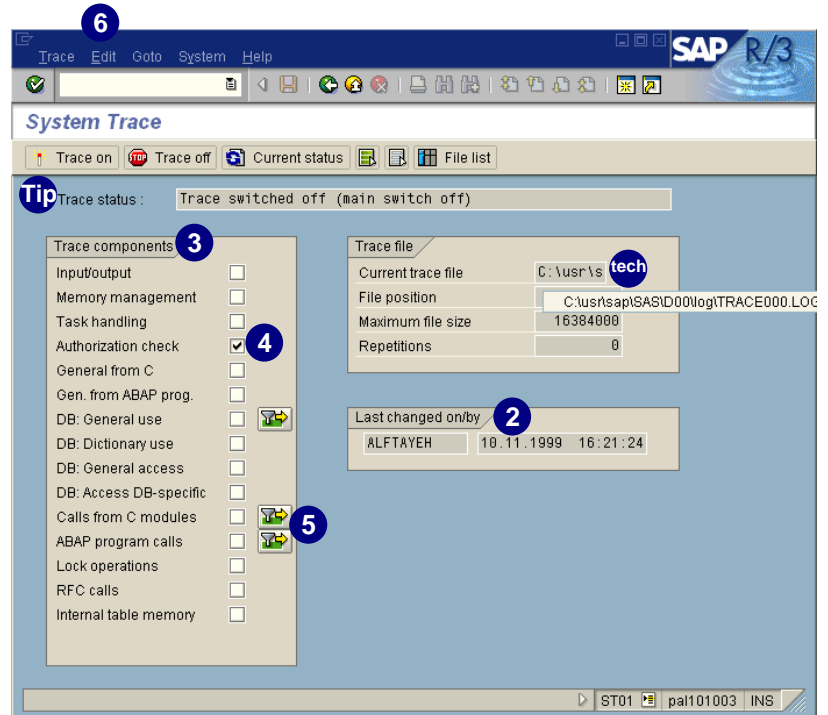 6
Trace Edit Goto System Help
SAP R/3
System Trace
Trace on STOP Trace off Current status File list
Tip Trace status : Trace switched off (main switch off)
Trace components 3
Input/output
Memory management
Task handling
Authorization check 4
General from C
Gen. from ABAP prog.
DB: General use
DB: Dictionary use
DB: General access
DB: Access DB-specific
Calls from C modules
5
ABAP program calls
Lock operations
RFC calls
Internal table memory
Trace file
Current trace file C:\usr\s tech
File position C:\usr\sap\SAS\D00\log\TRACE000.LOG
Maximum file size 16384000
Repetitions 0
Last changed on/by 2
ALFTAYEH 10.11.1999 16:21:24
ST01 pal101003 INS